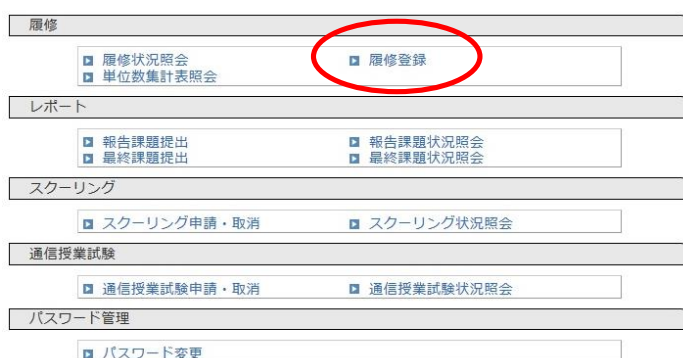 履修
履修状況照会 履修登録
単位数集計表照会
レポート
報告課題提出 報告課題状況照会
最終課題提出 最終課題状況照会
スクーリング
スクーリング申請・取消 スクーリング状況照会
通信授業試験
通信授業試験申請・取消 通信授業試験状況照会
パスワード管理
パスワード変更